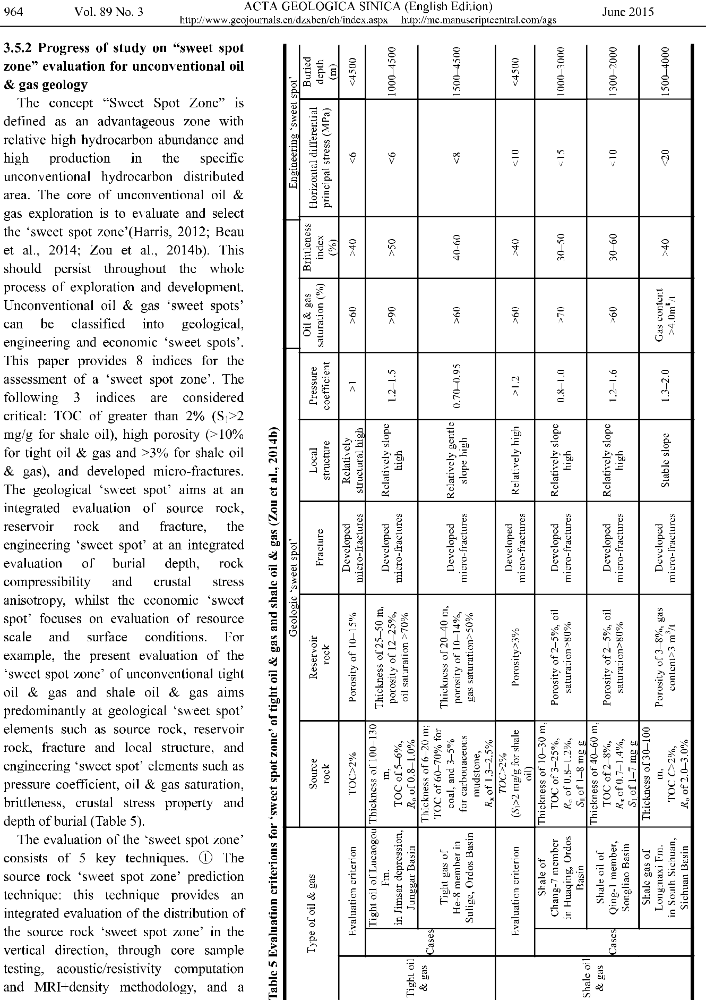 964
Vol. 89 No. 3
ACTA GEOLOGICA SINICA (English Edition)
http://www.geojournals.cn/dzxben/ch/index.aspx http://mc.manuscriptcentral.com/ags
June 2015
3.5.2 Progress of study on “sweet spot
zone” evaluation for unconventional oil
& gas geology
The concept “Sweet Spot Zone” is
defined as an advantageous zone with
relative high hydrocarbon abundance and
high production in the specific
unconventional hydrocarbon distributed
area. The core of unconventional oil &
gas exploration is to evaluate and select
the ‘sweet spot zone’(Harris, 2012; Beau
et al., 2014; Zou et al., 2014b). This
should persist throughout the whole
process of exploration and development.
Unconventional oil & gas ‘sweet spots’
can be classified into geological,
engineering and economic ‘sweet spots’.
This paper provides 8 indices for the
assessment of a ‘sweet spot zone’. The
following 3 indices are considered
critical: TOC of greater than 2% (S1>2
mg/g for shale oil), high porosity (>10%
for tight oil & gas and >3% for shale oil
& gas), and developed micro-fractures.
The geological ‘sweet spot’ aims at an
integrated evaluation of source rock,
reservoir rock and fracture, the
engineering ‘sweet spot’ at an integrated
evaluation of burial depth, rock
compressibility and crustal stress
anisotropy, whilst the economic ‘sweet
spot’ focuses on evaluation of resource
scale and surface conditions. For
example, the present evaluation of the
‘sweet spot zone’ of unconventional tight
oil & gas and shale oil & gas aims
predominantly at geological ‘sweet spot’
elements such as source rock, reservoir
rock, fracture and local structure, and
engineering ‘sweet spot’ elements such as
pressure coefficient, oil & gas saturation,
brittleness, crustal stress property and
depth of burial (Table 5).
The evaluation of the ‘sweet spot zone’
consists of 5 key techniques. ① The
source rock ‘sweet spot zone’ prediction
technique: this technique provides an
integrated evaluation of the distribution of
the source rock ‘sweet spot zone’ in the
vertical direction, through core sample
testing, acoustic/resistivity computation
and MRI+density methodology, and a
Table 5 Evaluation criterions for ‘sweet spot zone’ of tight oil & gas and shale oil & gas (Zou et al., 2014b)
Type of oil & gas
Geologic ‘sweet spot’
Engineering ‘sweet spot’
Source
rock
Reservoir
rock
Fracture
Local
structure
Pressure
coefficient
Oil & gas
saturation (%)
Brittleness
index
(%)
Horizontal differential
principal stress (MPa)
Buried
depth
(m)
Tight oil
& gas
Evaluation criterion
TOC>2%
Porosity of 10–15%
Developed
micro-fractures
Relatively
structural high
>1
>60
>40
<6
<4500
Cases
Tight oil of Lucaogou
Fm.
in Jimsar depression,
Junggar Basin
Thickness of 100–130
m,
TOC of 5–6%,
Ro of 0.8–1.0%
Thickness of 25–50 m,
porosity of 12–25%,
oil saturation >70%
Developed
micro-fractures
Relatively slope
high
1.2–1.5
>90
>50
<6
1000–4500
Tight gas of
He-8 member in
Sulige, Ordos Basin
Thickness of 6–20 m;
TOC of 60–70% for
coal, and 3–5%
for carbonaceous
mudstone,
of 1.3–2.5%
Thickness of 20–40 m,
porosity of 10–14%,
gas saturation>50%
Developed
micro-fractures
Relatively gentle
slope high
0.70–0.95
>60
40-60
<8
1500–4500
Shale oil
& gas
Evaluation criterion
TOC>2%
(S1>2 mg/g for shale
oil)
Porosity>3%
Developed
micro-fractures
Relatively high
>1.2
>60
>40
<10
<4500
Cases
Shale of
Chang-7 member
in Huaqing, Ordos
Basin
Thickness of 10–30 m,
TOC of 3–25%,
Ro of 0.8–1.2%,
of 1–8 mg g
Porosity of 2–5%, oil
saturation>80%
Developed
micro-fractures
Relatively slope
high
0.8–1.0
>70
30–50
<15
1000–3000
Shale oil of
Qing-1 member,
Songliao Basin
Thickness of 40–60 m,
TOC of 2–8%,
of 0.7–1.4%,
S1 of 1–7 mg g
Porosity of 2–5%, oil
saturation>80%
Developed
micro-fractures
Relatively slope
high
1.2–1.6
>60
30–60
<10
1300–2000
Shale gas of
Longmaxi Fm.
in South Sichuan,
Sichuan Basin
Thickness of 30–100
m,
TOC C>2%,
Ro of 2.0–3.0%
Porosity of 3–8%, gas
content>3 m3/t
Developed
micro-fractures
Stable slope
1.3–2.0
Gas content
>4.0m³/t
>40
<20
1500–4000